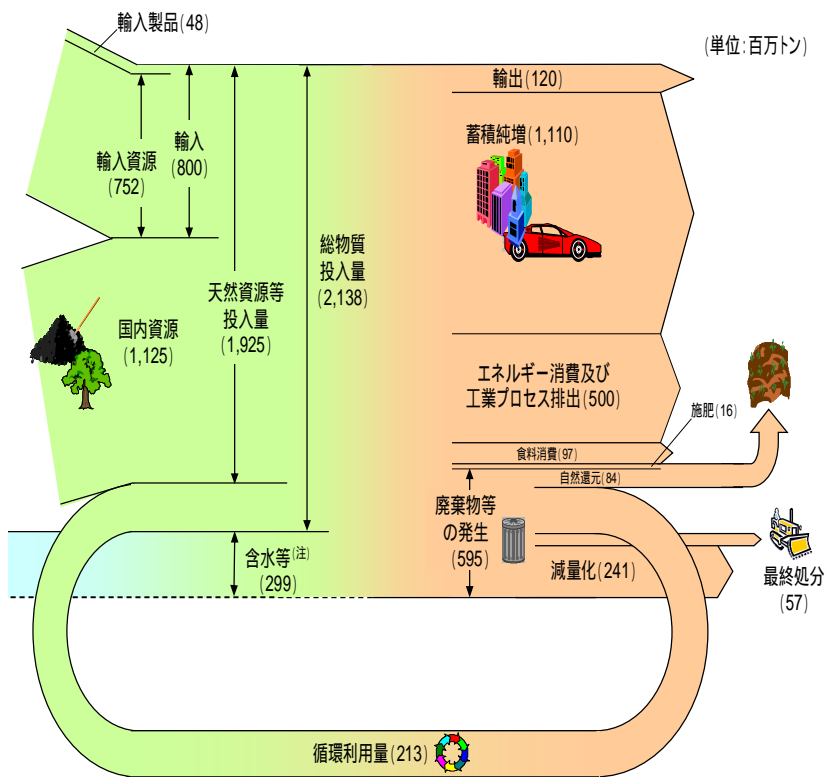 輸入製品(48)
(単位:百万トン)
輸出(120)
蓄積純増(1,110)
輸入
(800)
輸入資源
(752)
総物質
投入量
(2,138)
天然資源等
投入量
(1,925)
国内資源
(1,125)
エネルギー消費及び
工業プロセス排出(500)
施肥(16)
食料消費(97)
自然還元(84)
廃棄物等
の発生
(595)
含水等(注)
(299)
減量化(241)
最終処分
(57)
循環利用量(213)